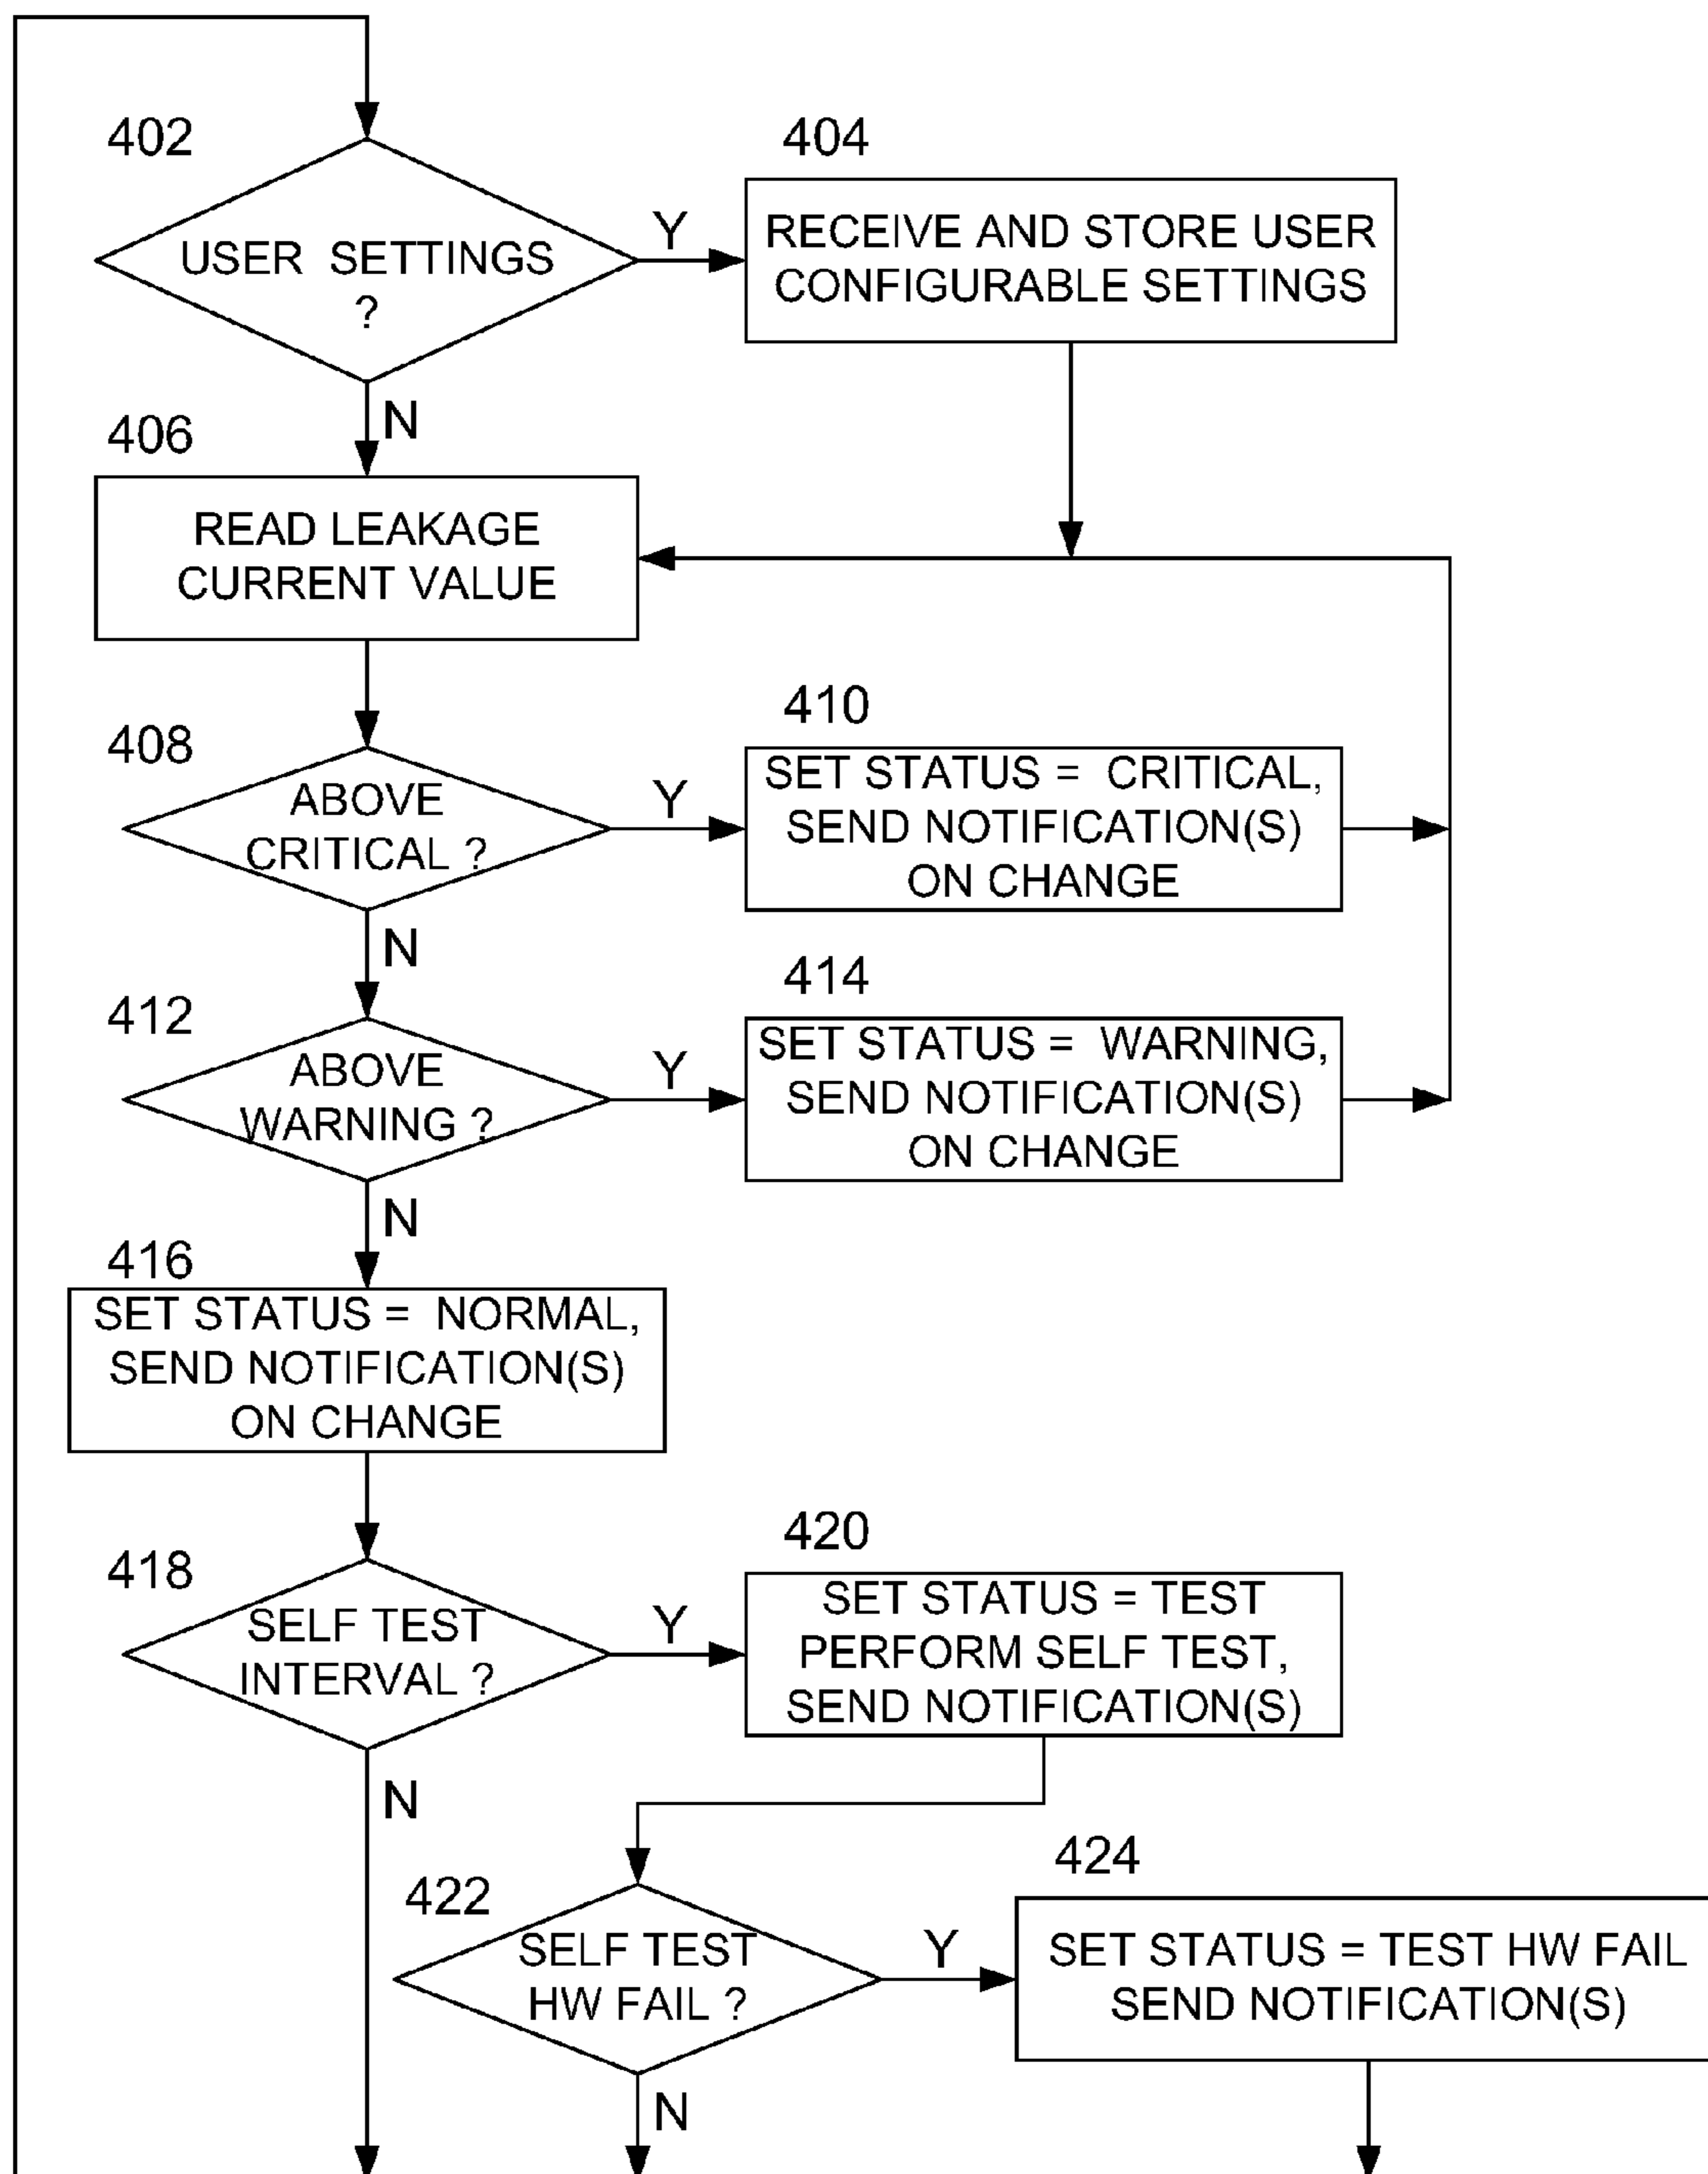 402
404
USER SETTINGS
?
Y
RECEIVE AND STORE USER
CONFIGURABLE SETTINGS
N
406
READ LEAKAGE
CURRENT VALUE
408
410
ABOVE
CRITICAL ?
Y
SET STATUS = CRITICAL,
SEND NOTIFICATION(S)
ON CHANGE
N
412
414
ABOVE
WARNING ?
Y
SET STATUS = WARNING,
SEND NOTIFICATION(S)
ON CHANGE
N
416
SET STATUS = NORMAL,
SEND NOTIFICATION(S)
ON CHANGE
418
420
SELF TEST
INTERVAL ?
Y
SET STATUS = TEST
PERFORM SELF TEST,
SEND NOTIFICATION(S)
N
422
424
SELF TEST
HW FAIL ?
Y
SET STATUS = TEST HW FAIL
SEND NOTIFICATION(S)
N